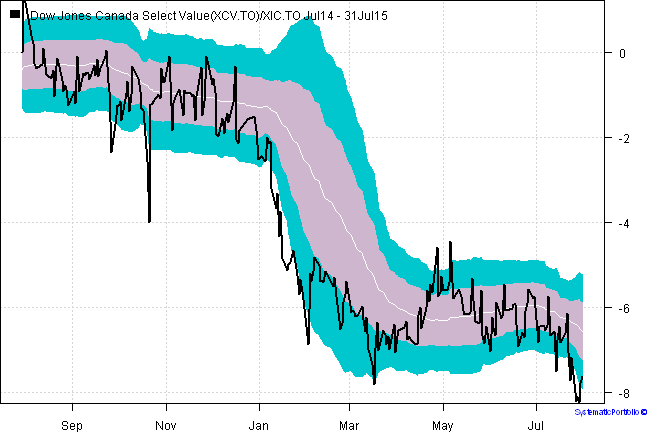 Dow Jones Canada Select Value(XCV.TO)/XIC.TO Jul14 - 31Jul15
0
-2
-4
-6
-8
Sep Nov Jan Mar May Jul
SystematicPortfolio ©